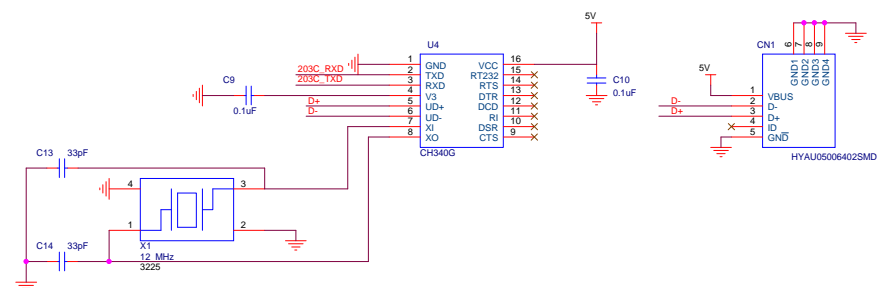 5V
U4
CN1
1
GND
VCC
16
203C_RXD
2
TXD
RT232
15
203C_TXD
3
RXD
RTS
14
4
V3
DTR
13
D+
5
UD+
DCD
12
D-
6
UD-
RI
11
7
XI
DSR
10
8
XO
CTS
9
CH340G
C9
0.1uF
C10
0.1uF
6
7
8
9
GND1
GND2
GND3
GND4
5V
1
VBUS
D-
2
D-
D+
3
D+
4
ID
5
GND
HYAU05006402SMD
C13
33pF
4
3
1
2
C14
33pF
X1
12 MHz
3225